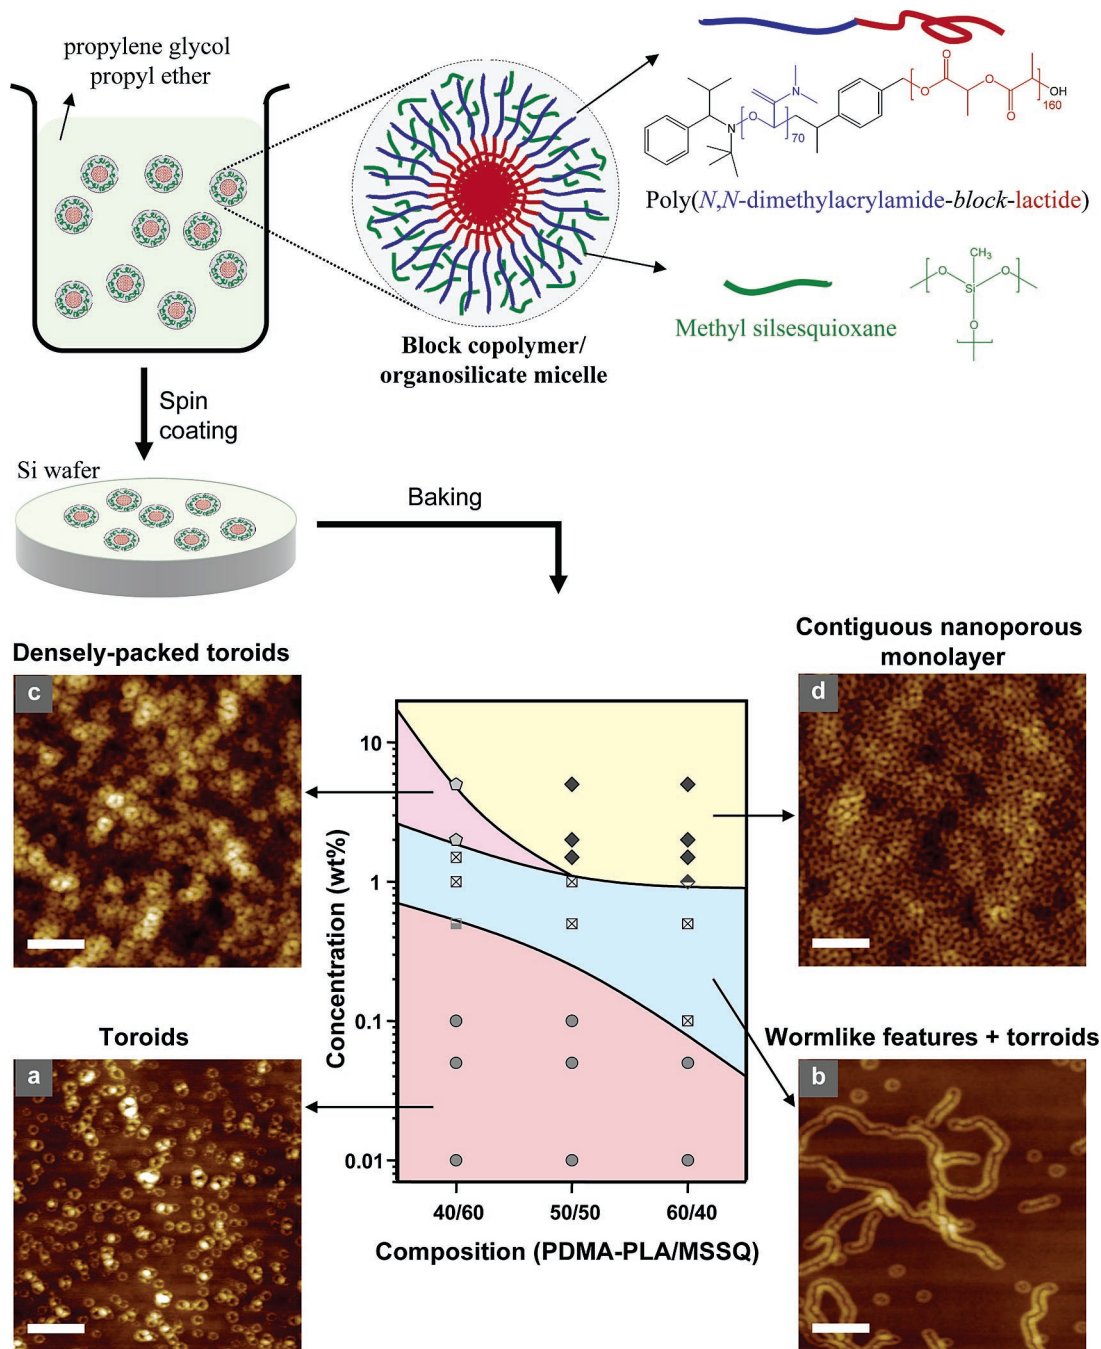 propylene glycol
propyl ether
N
O
N
70
O
O
O
O
OH
160
Poly(N,N-dimethylacrylamide-block-lactide)
CH3
O
Si
O
O
Methyl silsesquioxane
Block copolymer/
organosilicate micelle
Spin
coating
Si wafer
Baking
Densely-packed toroids
c
Contiguous nanoporous
monolayer
d
Toroids
a
Wormlike features + torroids
b
Concentration (wt%)
10
1
0.1
0.01
40/60
50/50
60/40
Composition (PDMA-PLA/MSSQ)